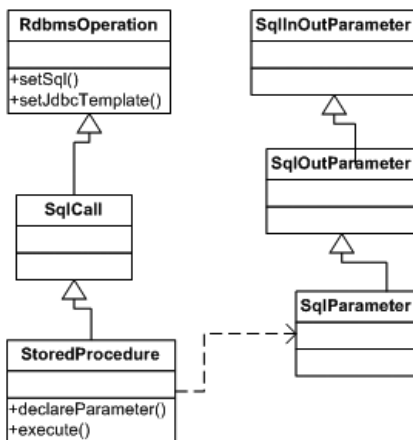 RdbmsOperation
+setSql()
+setJdbcTemplate()
SqlCall
StoredProcedure
+declareParameter()
+execute()
SqlInOutParameter
SqlOutParameter
SqlParameter